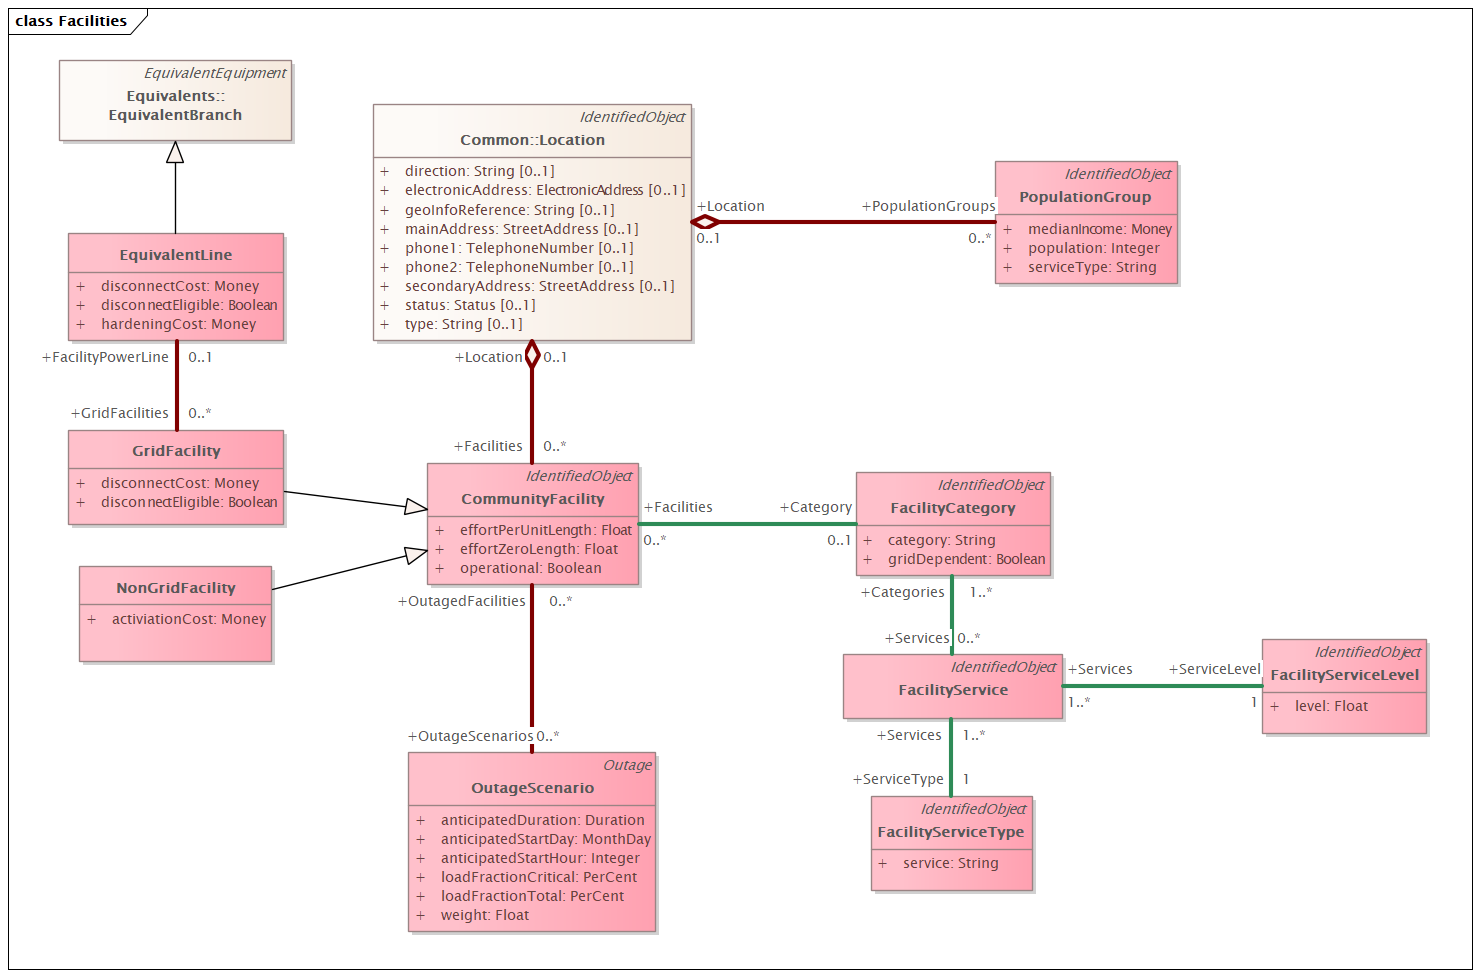 class Facilities
EquivalentEquipment
Equivalents::
EquivalentBranch
IdentifiedObject
Common::Location
+ direction: String [0..1]
+ electronicAddress: ElectronicAddress [0..1]
+ geoInfoReference: String [0..1]
+ mainAddress: StreetAddress [0..1]
+ phone1: TelephoneNumber [0..1]
+ phone2: TelephoneNumber [0..1]
+ secondaryAddress: StreetAddress [0..1]
+ status: Status [0..1]
+ type: String [0..1]
+Location
0..1
+PopulationGroups
0..*
IdentifiedObject
PopulationGroup
+ medianIncome: Money
+ population: Integer
+ serviceType: String
EquivalentLine
+ disconnectCost: Money
+ disconnectEligible: Boolean
+ hardeningCost: Money
+FacilityPowerLine 0..1
+GridFacilities 0..*
+Location 0..1
+Facilities 0..*
GridFacility
+ disconnectCost: Money
+ disconnectEligible: Boolean
NonGridFacility
+ activiationCost: Money
IdentifiedObject
CommunityFacility
+ effortPerUnitLength: Float
+ effortZeroLength: Float
+ operational: Boolean
+Facilities
0..*
+Category
0..1
IdentifiedObject
FacilityCategory
+ category: String
+ gridDependent: Boolean
+Categories 1..*
+Services 0..*
IdentifiedObject
FacilityService
+Services
1..*
+ServiceLevel
1
IdentifiedObject
FacilityServiceLevel
+ level: Float
+Services 1..*
+ServiceType 1
IdentifiedObject
FacilityServiceType
+ service: String
+OutagedFacilities 0..*
+OutageScenarios 0..*
Outage
OutageScenario
+ anticipatedDuration: Duration
+ anticipatedStartDay: MonthDay
+ anticipatedStartHour: Integer
+ loadFractionCritical: PerCent
+ loadFractionTotal: PerCent
+ weight: Float